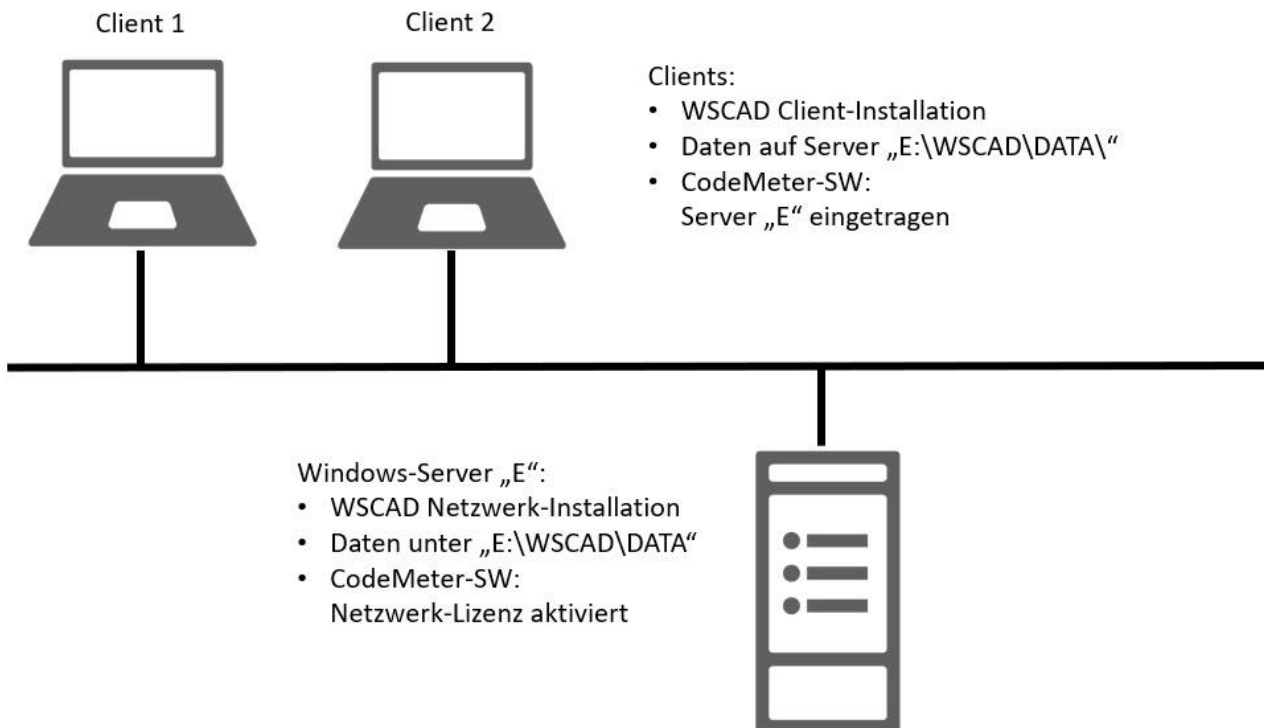 Client 1
Client 2
Clients:
• WSCAD Client-Installation
• Daten auf Server „E:\WSCAD\DATA\“
• CodeMeter-SW:
Server „E“ eingetragen
Windows-Server „E“:
• WSCAD Netzwerk-Installation
• Daten unter „E:\WSCAD\DATA“
• CodeMeter-SW:
Netzwerk-Lizenz aktiviert